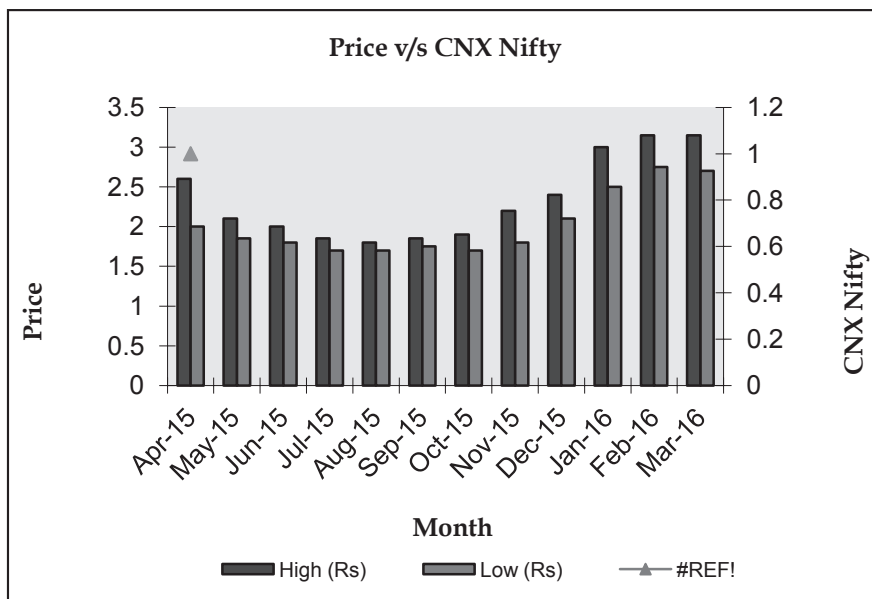 Price v/s CNX Nifty
3.5
3
2.5
2
1.5
1
0.5
0
1.2
1
0.8
0.6
0.4
0.2
0
Price
CNX Nifty
Apr-15
May-15
Jun-15
Jul-15
Aug-15
Sep-15
Oct-15
Nov-15
Dec-15
Jan-16
Feb-16
Mar-16
Month
High (Rs) Low (Rs) #REF!